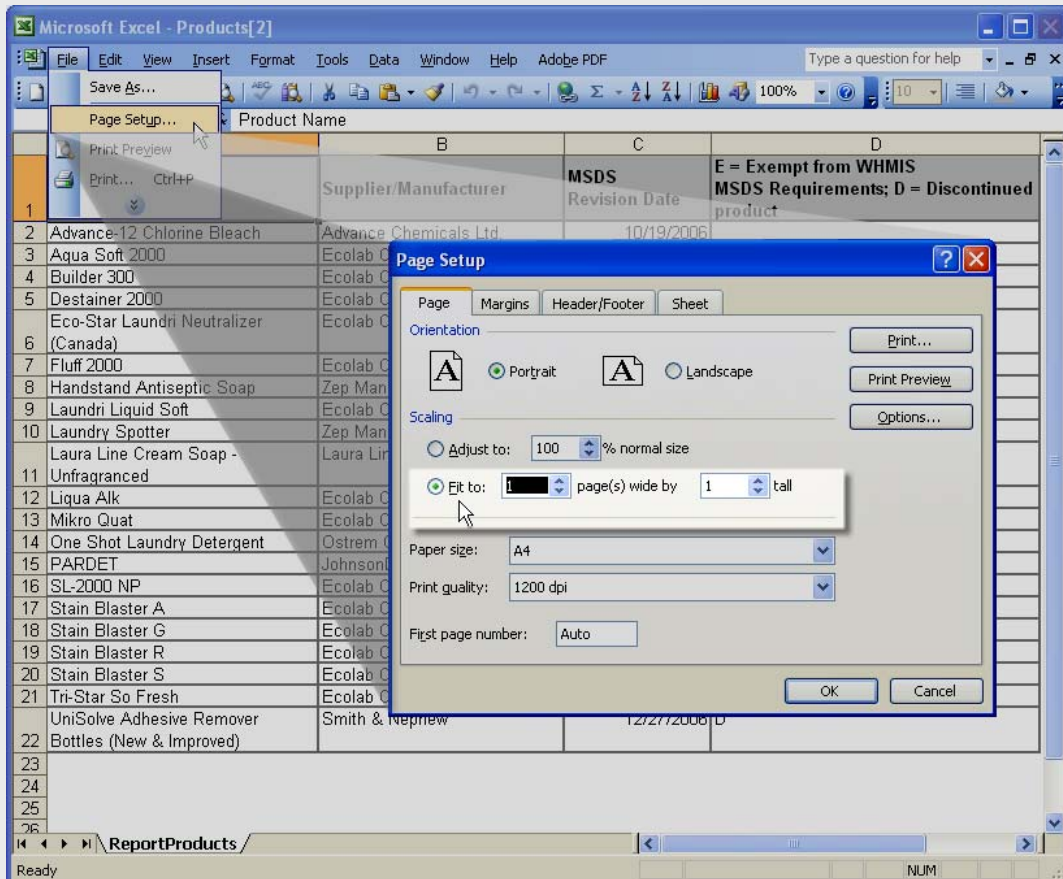 Microsoft Excel - Products[2]
File Edit View Insert Format Tools Data Window Help Adobe PDF
Type a question for help
Save As...
100%
10
Page Setup...
Product Name
Print Preview
Print... Ctrl+P
B C D
1
Supplier/Manufacturer
MSDS
Revision Date
E = Exempt from WHMIS
MSDS Requirements; D = Discontinued
product
2 Advance-12 Chlorine Bleach Advance Chemicals Ltd. 10/19/2006
3 Aqua Soft 2000 Ecolab C
4 Builder 300 Ecolab C
5 Destainer 2000 Ecolab C
Eco-Star Laundri Neutralizer Ecolab C
6 (Canada)
7 Fluff 2000 Ecolab C
8 Handstand Antiseptic Soap Zep Man
9 Laundri Liquid Soft Ecolab C
10 Laundry Spotter Zep Man
Laura Line Cream Soap - Laura Lin
11 Unfragranced
12 Liqua Alk Ecolab C
13 Mikro Quat Ecolab C
14 One Shot Laundry Detergent Ostrem C
15 PARDET Johnson
16 SL-2000 NP Ecolab C
17 Stain Blaster A Ecolab C
18 Stain Blaster G Ecolab C
19 Stain Blaster R Ecolab C
20 Stain Blaster S Ecolab C
21 Tri-Star So Fresh Ecolab C
UniSolve Adhesive Remover Smith & Nephew 12/27/2006 D
22 Bottles (New & Improved)
23
24
25
26
Page Setup
Page Margins Header/Footer Sheet
Orientation
A Portrait A Landscape
Print...
Print Preview
Options...
Scaling
Adjust to: 100 % normal size
Fit to: 1 page(s) wide by 1 tall
Paper size: A4
Print quality: 1200 dpi
First page number: Auto
OK Cancel
ReportProducts
Ready
NUM